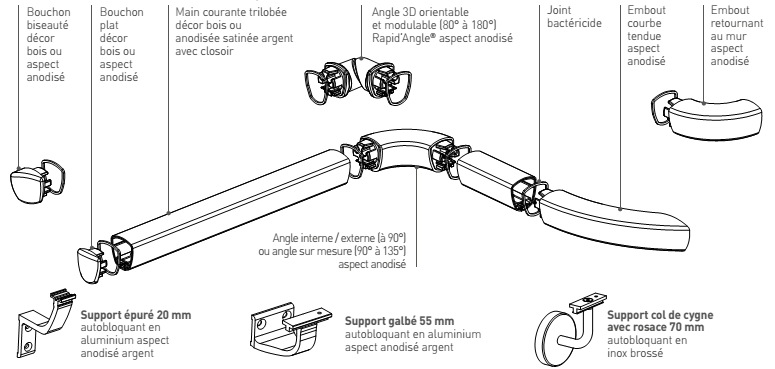 Bouchon
biseauté
décor
bois ou
aspect
anodisé
Bouchon
plat
décor
bois ou
aspect
anodisé
Main courante trilobée
décor bois ou
anodisée satinée argent
avec closoir
Angle 3D orientable
et modulable (80° à 180°)
Rapid'Angle® aspect anodisé
Joint
bactéricide
Embout
courbe
tendue
aspect
anodisé
Embout
retournant
au mur
aspect
anodisé
Angle interne / externe (à 90°)
ou angle sur mesure (90° à 135°)
aspect anodisé
Support épuré 20 mm
autobloquant en
aluminium aspect
anodisé argent
Support galbé 55 mm
autobloquant en aluminium
aspect anodisé argent
Support col de cygne
avec rosace 70 mm
autobloquant en
inox brossé